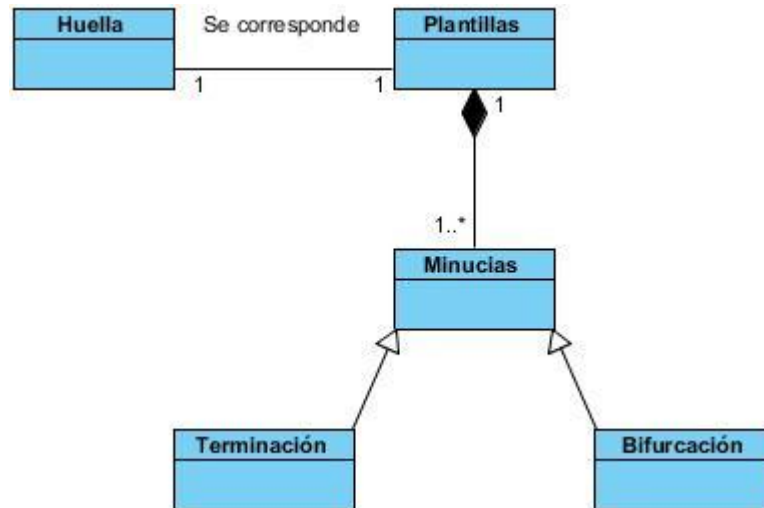 Huella
Se corresponde
Plantillas
1
1
1
1..*
Minucias
Terminación
Bifurcación